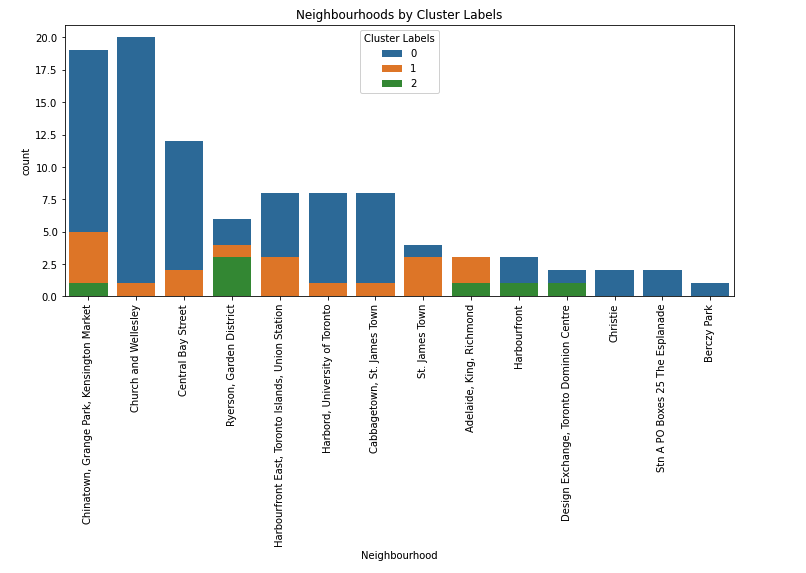 Neighbourhoods by Cluster Labels
Cluster Labels
0
1
2
count
20.0
17.5
15.0
12.5
10.0
7.5
5.0
2.5
0.0
Chinatown, Grange Park, Kensington Market
Church and Wellesley
Central Bay Street
Ryerson, Garden District
Harbourfront East, Toronto Islands, Union Station
Harbord, University of Toronto
Cabbagetown, St. James Town
St. James Town
Adelaide, King, Richmond
Harbourfront
Design Exchange, Toronto Dominion Centre
Christie
Stn A PO Boxes 25 The Esplanade
Berczy Park
Neighbourhood